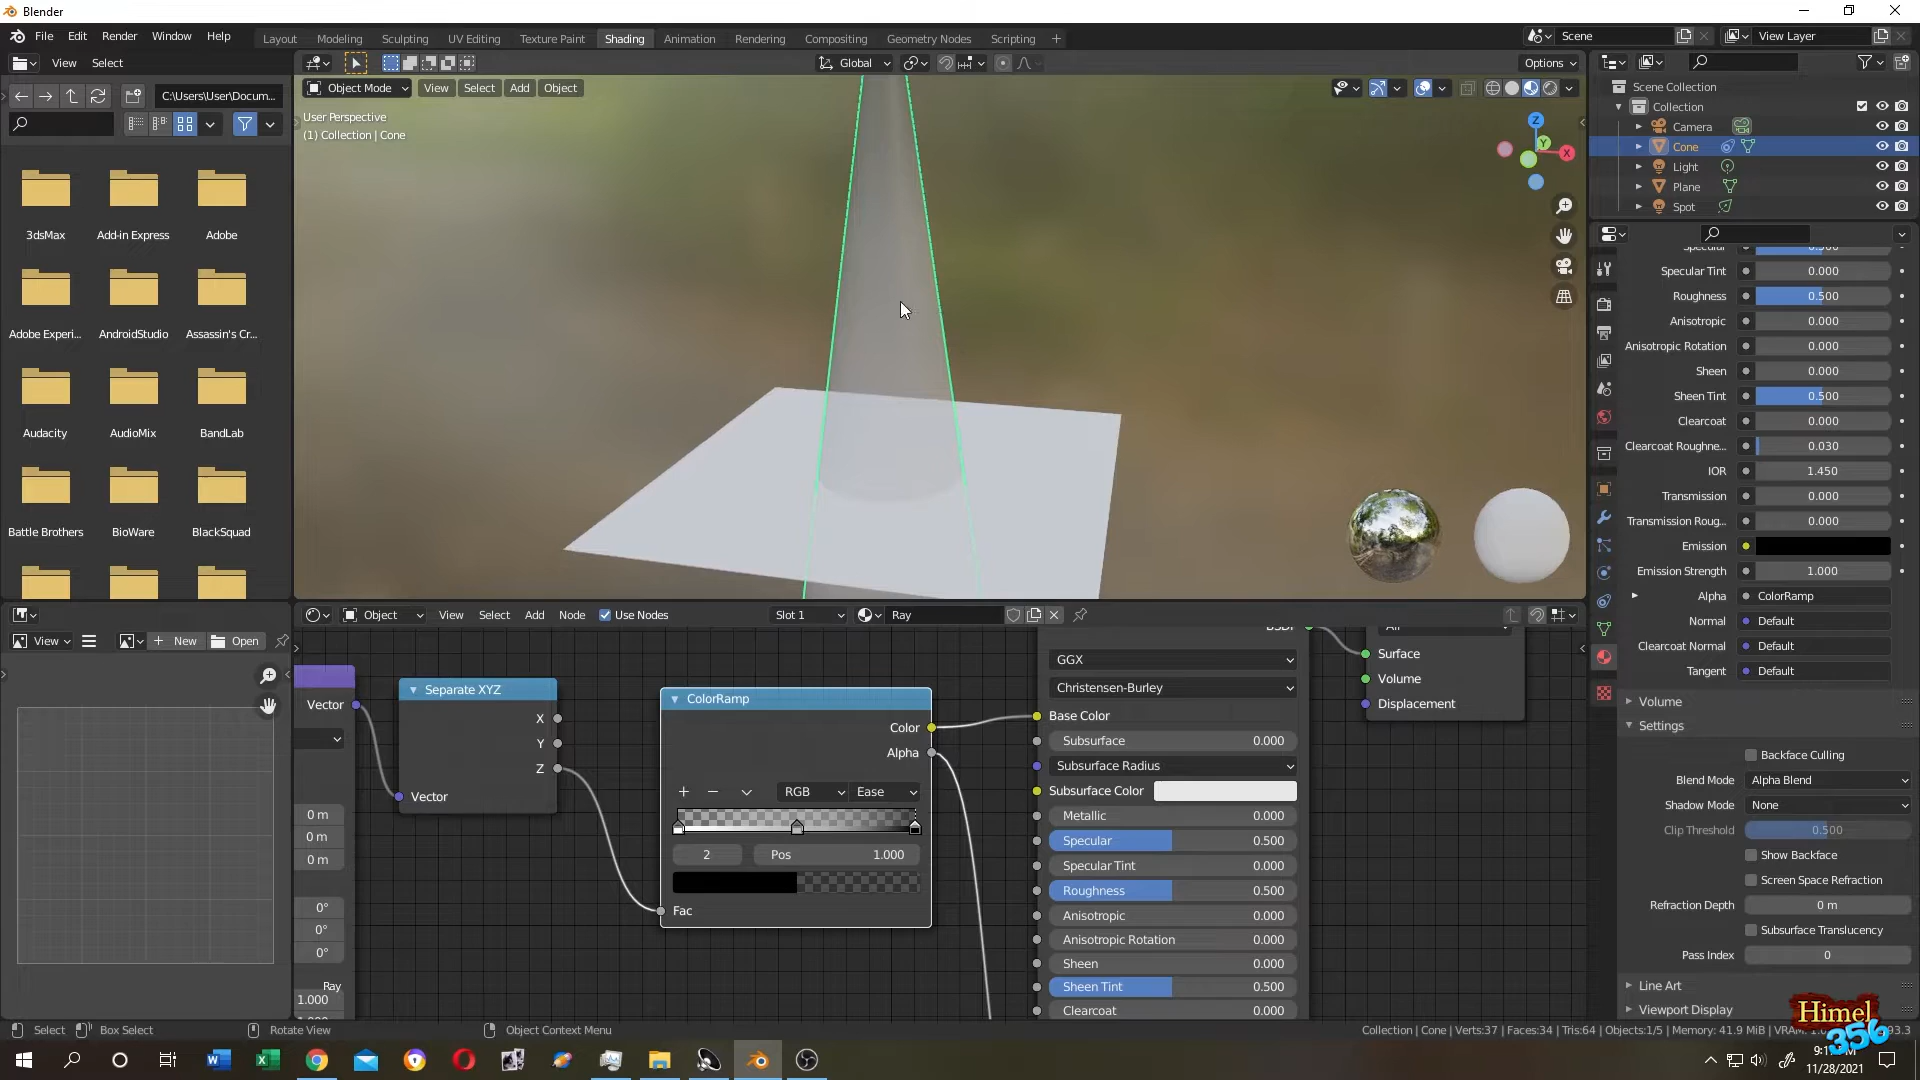 Blender
File Edit Render Window Help
Layout Modeling Sculpting UV Editing Texture Paint Shading Animation Rendering Compositing Geometry Nodes Scripting +
Scene
View Layer
View Select
Global
Options
C:\Users\User\Docum...
Object Mode View Select Add Object
User Perspective
(1) Collection | Cone
Z
Y
X
3dsMax Add-in Express Adobe
Adobe Experi... AndroidStudio Assassin's Cr...
Audacity AudioMix BandLab
Battle Brothers BioWare BlackSquad
Scene Collection
Collection
Camera
Cone
Light
Plane
Spot
Specular 0.500
Specular Tint 0.000
Roughness 0.500
Anisotropic 0.000
Anisotropic Rotation 0.000
Sheen 0.000
Sheen Tint 0.500
Clearcoat 0.000
Clearcoat Roughne... 0.030
IOR 1.450
Transmission 0.000
Transmission Roug... 0.000
Emission
Emission Strength 1.000
Alpha ColorRamp
Normal Default
Clearcoat Normal Default
Tangent Default
Volume
Settings
Backface Culling
Blend Mode Alpha Blend
Shadow Mode None
Clip Threshold 0.500
Show Backface
Screen Space Refraction
Refraction Depth 0 m
Subsurface Translucency
Pass Index 0
Line Art
Viewport Display
View New Open
Object View Select Add Node Use Nodes Slot 1 Ray
Vector
0 m
0 m
0 m
0°
0°
0°
Ray
1.000
Separate XYZ
X
Y
Z
Vector
ColorRamp
Color
Alpha
RGB Ease
2 Pos 1.000
Fac
BSDF
GGX
Christensen-Burley
Base Color
Subsurface 0.000
Subsurface Radius
Subsurface Color
Metallic 0.000
Specular 0.500
Specular Tint 0.000
Roughness 0.500
Anisotropic 0.000
Anisotropic Rotation 0.000
Sheen 0.000
Sheen Tint 0.500
Clearcoat 0.000
All
Surface
Volume
Displacement
Select Box Select Rotate View Object Context Menu
Collection | Cone | Verts:37 | Faces:34 | Tris:64 | Objects:1/5 | Memory: 41.9 MiB | VRAM:
Himel
356
11/28/2021